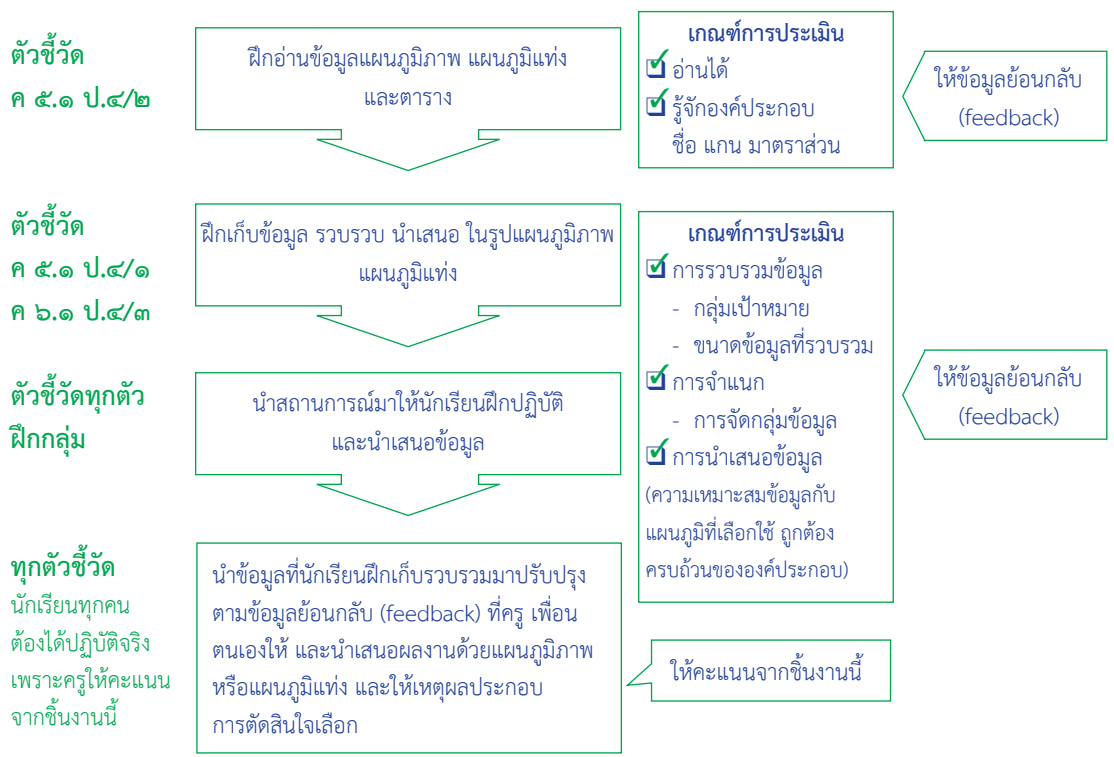 ตัวชี้วัด
ค ๕.๑ ป.๔/๒
ฝึกอ่านข้อมูลแผนภูมิภาพ แผนภูมิแท่ง
และตาราง
เกณฑ์การประเมิน
อ่านได้
รู้จักองค์ประกอบ
ชื่อ แกน มาตราส่วน
ให้ข้อมูลย้อนกลับ
(feedback)
ตัวชี้วัด
ค ๕.๑ ป.๔/๑
ค ๖.๑ ป.๔/๓
ฝึกเก็บข้อมูล รวบรวบ นำเสนอ ในรูปแผนภูมิภาพ
แผนภูมิแท่ง
ตัวชี้วัดทุกตัว
ฝึกกลุ่ม
นำสถานการณ์มาให้นักเรียนฝึกปฏิบัติ
และนำเสนอข้อมูล
เกณฑ์การประเมิน
การรวบรวมข้อมูล
- กลุ่มเป้าหมาย
- ขนาดข้อมูลที่รวบรวม
การจำแนก
- การจัดกลุ่มข้อมูล
การนำเสนอข้อมูล
(ความเหมาะสมข้อมูลกับ
แผนภูมิที่เลือกใช้ ถูกต้อง
ครบถ้วนขององค์ประกอบ)
ให้ข้อมูลย้อนกลับ
(feedback)
ทุกตัวชี้วัด
นักเรียนทุกคน
ต้องได้ปฏิบัติจริง
เพราะครูให้คะแนน
จากชิ้นงานนี้
นำข้อมูลที่นักเรียนฝึกเก็บรวบรวมมาปรับปรุง
ตามข้อมูลย้อนกลับ (feedback) ที่ครู เพื่อน
ตนเองให้ และนำเสนอผลงานด้วยแผนภูมิภาพ
หรือแผนภูมิแท่ง และให้เหตุผลประกอบ
การตัดสินใจเลือก
ให้คะแนนจากชิ้นงานนี้